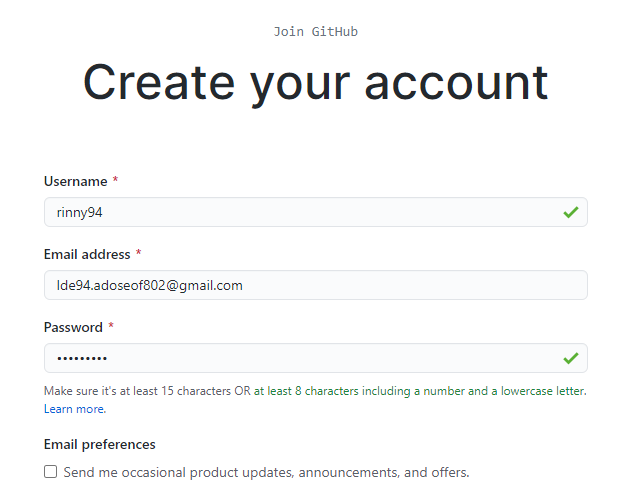 Join GitHub
Create your account
Username *
rinny94
Email address *
lde94.adoseof802@gmail.com
Password *
•••••••••
Make sure it's at least 15 characters OR at least 8 characters including a number and a lowercase letter.
Learn more.
Email preferences
Send me occasional product updates, announcements, and offers.